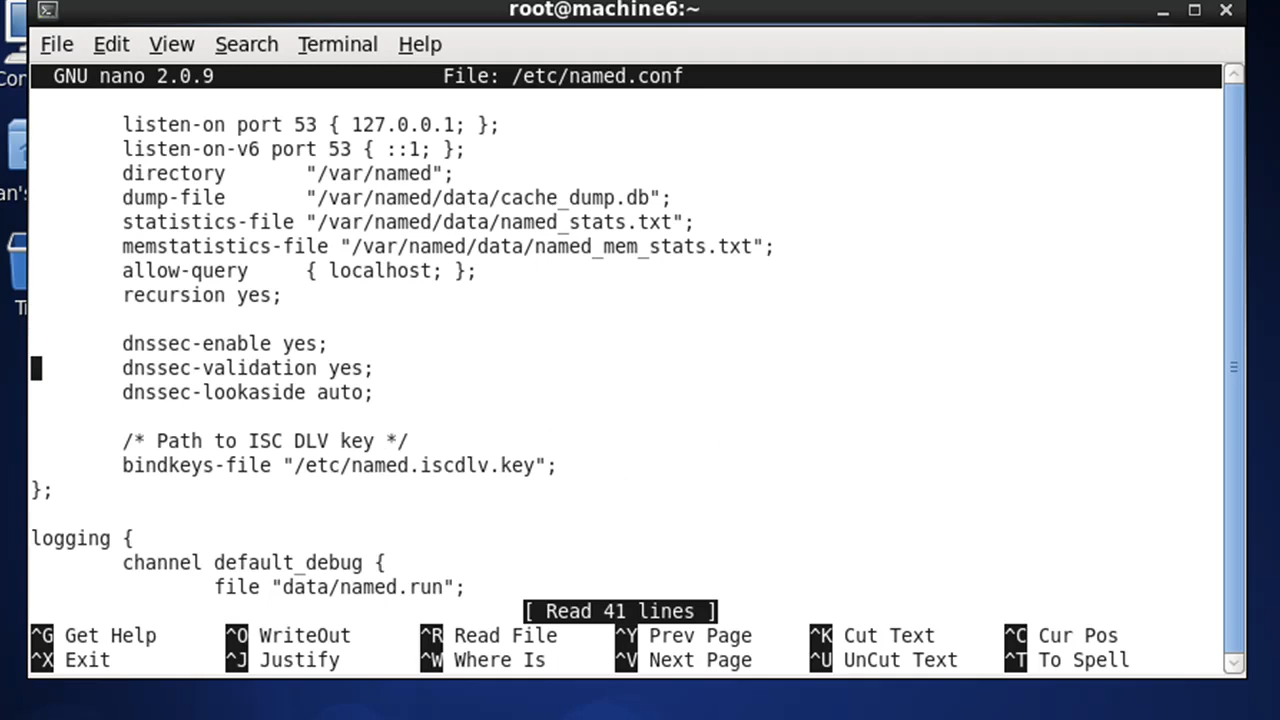 root@machine6:~
File Edit View Search Terminal Help
GNU nano 2.0.9 File: /etc/named.conf
listen-on port 53 { 127.0.0.1; };
listen-on-v6 port 53 { ::1; };
directory "/var/named";
dump-file "/var/named/data/cache_dump.db";
statistics-file "/var/named/data/named_stats.txt";
memstatistics-file "/var/named/data/named_mem_stats.txt";
allow-query { localhost; };
recursion yes;
dnssec-enable yes;
dnssec-validation yes;
dnssec-lookaside auto;
/* Path to ISC DLV key */
bindkeys-file "/etc/named.iscdlv.key";
};
logging {
channel default_debug {
file "data/named.run";
[ Read 41 lines ]
^G Get Help ^O WriteOut ^R Read File ^Y Prev Page ^K Cut Text ^C Cur Pos
^X Exit ^J Justify ^W Where Is ^V Next Page ^U UnCut Text ^T To Spell